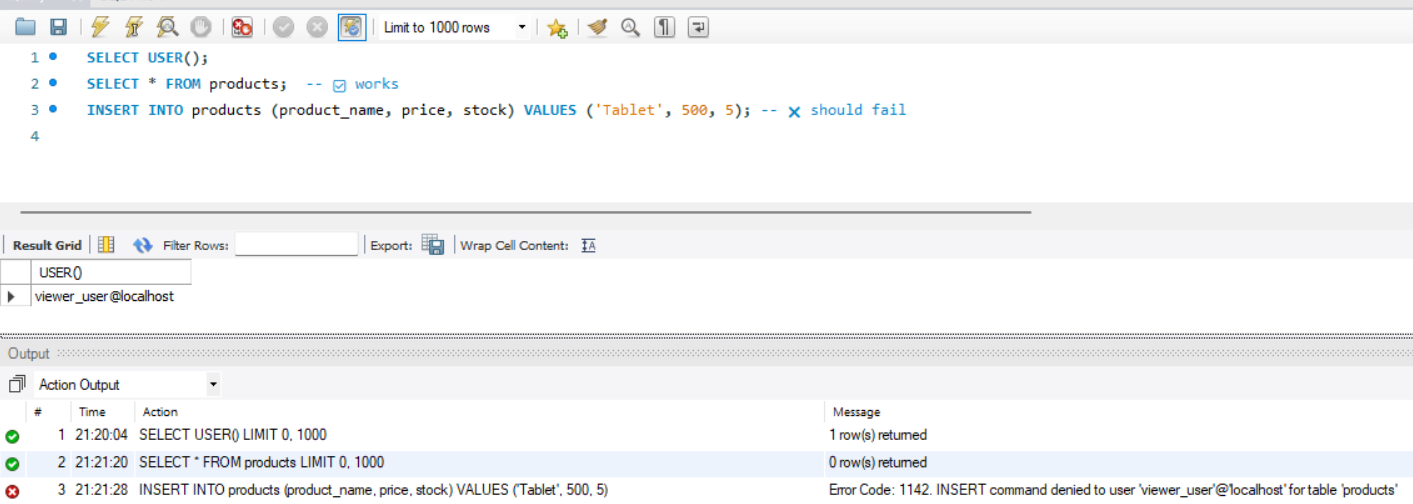 Limit to 1000 rows
1 SELECT USER();
2 SELECT * FROM products; -- ☑ works
3 INSERT INTO products (product_name, price, stock) VALUES ('Tablet', 500, 5); -- ✕ should fail
4
Result Grid Filter Rows: Export: Wrap Cell Content: IA
USER()
viewer_user@localhost
Output
Action Output
# Time Action Message
1 21:20:04 SELECT USER() LIMIT 0, 1000 1 row(s) returned
2 21:21:20 SELECT * FROM products LIMIT 0, 1000 0 row(s) returned
3 21:21:28 INSERT INTO products (product_name, price, stock) VALUES ('Tablet', 500, 5) Error Code: 1142. INSERT command denied to user 'viewer_user'@'localhost' for table 'products'